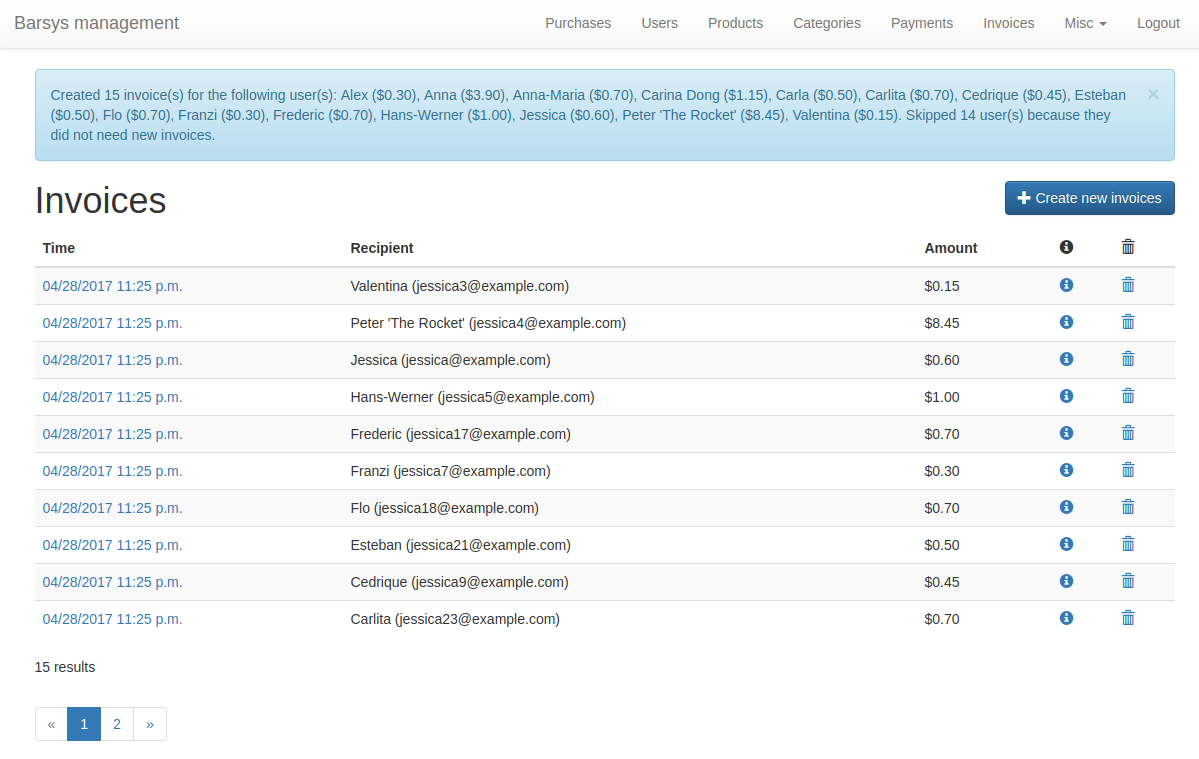 Barsys management Purchases Users Products Categories Payments Invoices Misc Logout
Created 15 invoice(s) for the following user(s): Alex ($0.30), Anna ($3.90), Anna-Maria ($0.70), Carina Dong ($1.15), Carla ($0.50), Carlita ($0.70), Cedrique ($0.45), Esteban ×
($0.50), Flo ($0.70), Franzi ($0.30), Frederic ($0.70), Hans-Werner ($1.00), Jessica ($0.60), Peter 'The Rocket' ($8.45), Valentina ($0.15). Skipped 14 user(s) because they
did not need new invoices.
Invoices Create new invoices
Time Recipient Amount
04/28/2017 11:25 p.m. Valentina (jessica3@example.com) $0.15
04/28/2017 11:25 p.m. Peter 'The Rocket' (jessica4@example.com) $8.45
04/28/2017 11:25 p.m. Jessica (jessica@example.com) $0.60
04/28/2017 11:25 p.m. Hans-Werner (jessica5@example.com) $1.00
04/28/2017 11:25 p.m. Frederic (jessica17@example.com) $0.70
04/28/2017 11:25 p.m. Franzi (jessica7@example.com) $0.30
04/28/2017 11:25 p.m. Flo (jessica18@example.com) $0.70
04/28/2017 11:25 p.m. Esteban (jessica21@example.com) $0.50
04/28/2017 11:25 p.m. Cedrique (jessica9@example.com) $0.45
04/28/2017 11:25 p.m. Carlita (jessica23@example.com) $0.70
15 results
« 1 2 »